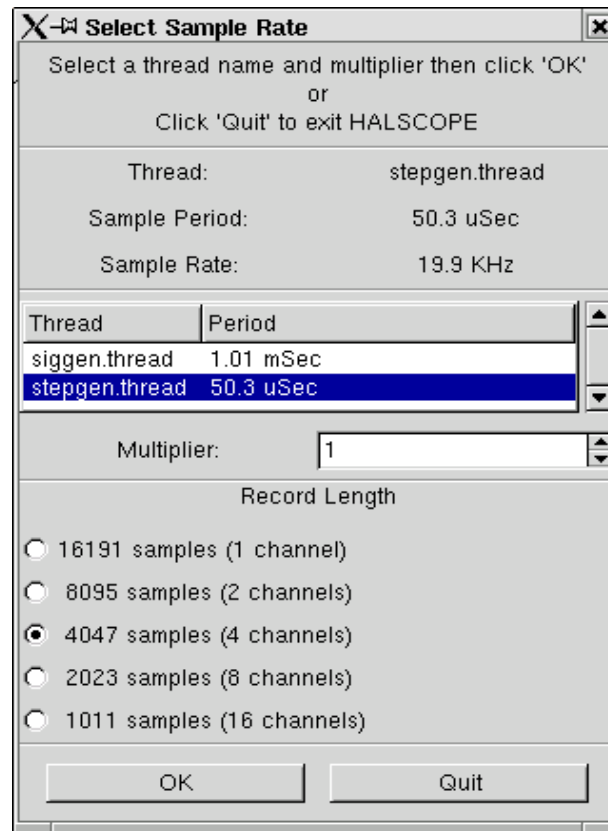 Select Sample Rate
Select a thread name and multiplier then click 'OK'
or
Click 'Quit' to exit HALSCOPE
Thread: stepgen.thread
Sample Period: 50.3 uSec
Sample Rate: 19.9 KHz
Thread Period
siggen.thread 1.01 mSec
stepgen.thread 50.3 uSec
Multiplier: 1
Record Length
16191 samples (1 channel)
8095 samples (2 channels)
4047 samples (4 channels)
2023 samples (8 channels)
1011 samples (16 channels)
OK Quit